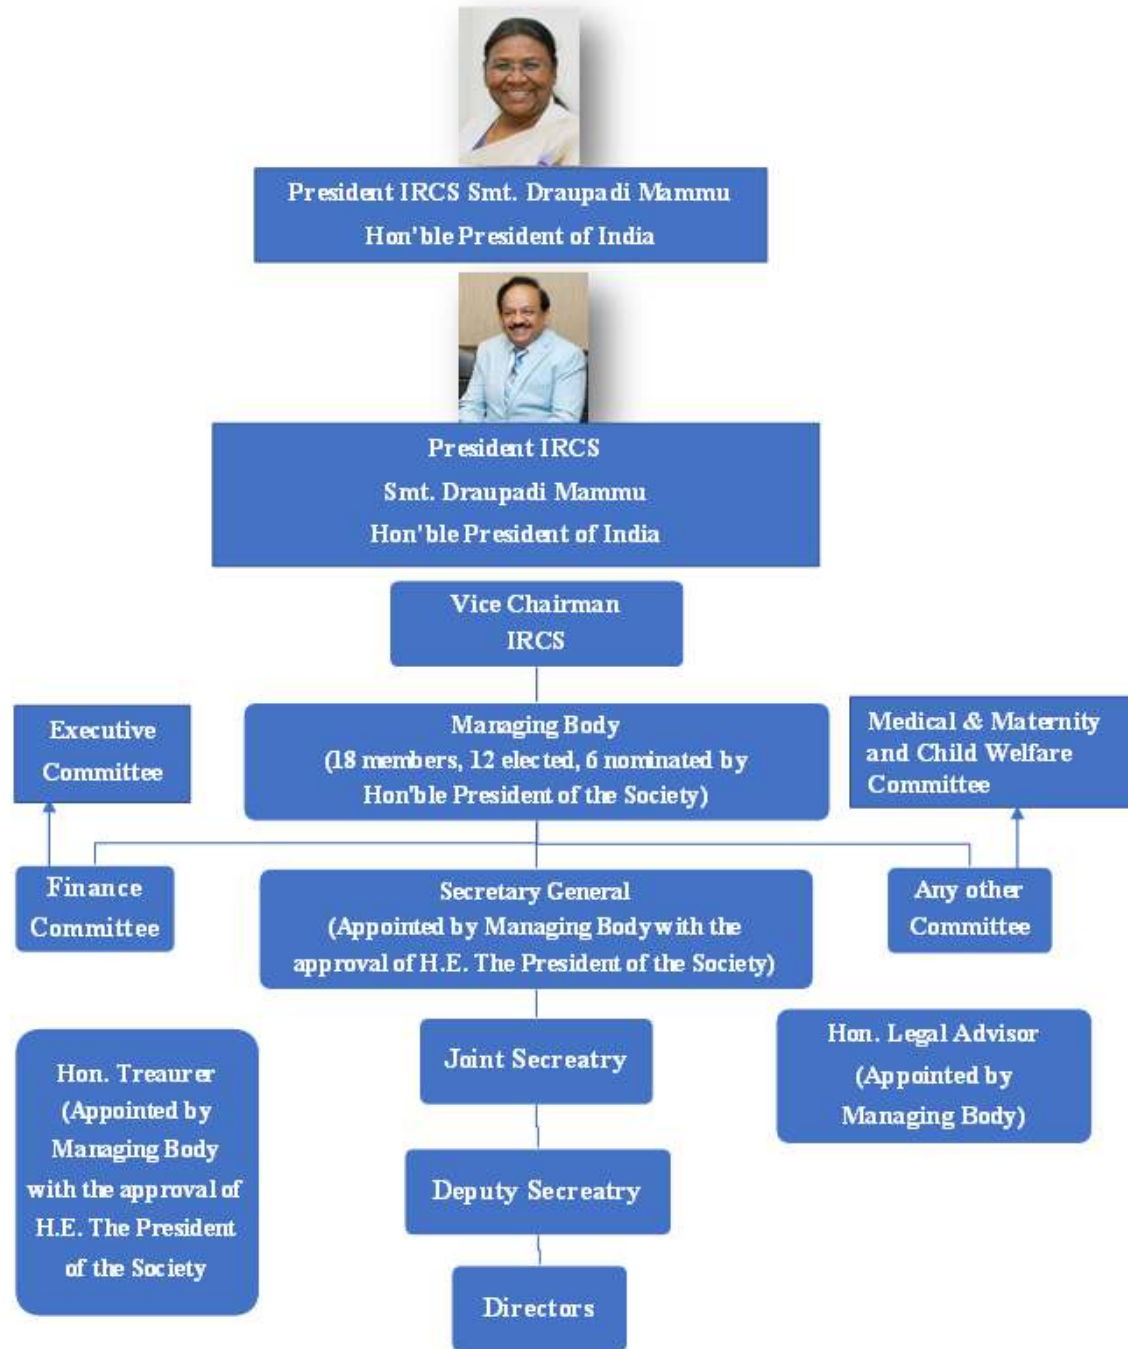 President IRCS Smt. Draupadi Mammu
Hon'ble President of India
President IRCS
Smt. Draupadi Mammu
Hon'ble President of India
Vice Chairman
IRCS
Executive
Committee
Managing Body
(18 members, 12 elected, 6 nominated by
Hon'ble President of the Society)
Medical & Maternity
and Child Welfare
Committee
Finance
Committee
Secretary General
(Appointed by Managing Body with the
approval of H.E. The President of the Society)
Any other
Committee
Hon. Treaurer
(Appointed by
Managing Body
with the approval of
H.E. The President
of the Society
Joint Secreatry
Hon. Legal Advisor
(Appointed by
Managing Body)
Deputy Secreatry
Directors